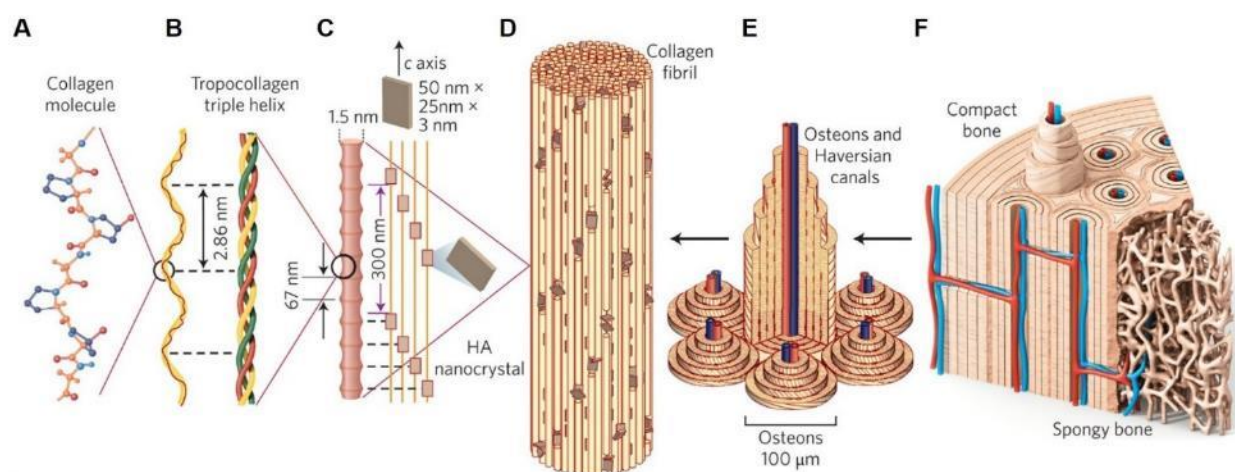 A
B
C
D
E
F
Collagen
molecule
Tropocollagen
triple helix
2.86 nm
c axis
50 nm ×
25nm ×
3 nm
1.5 nm
300 nm
67 nm
HA
nanocrystal
Collagen
fibril
Osteons and
Haversian
canals
Osteons
100 µm
Compact
bone
Spongy bone